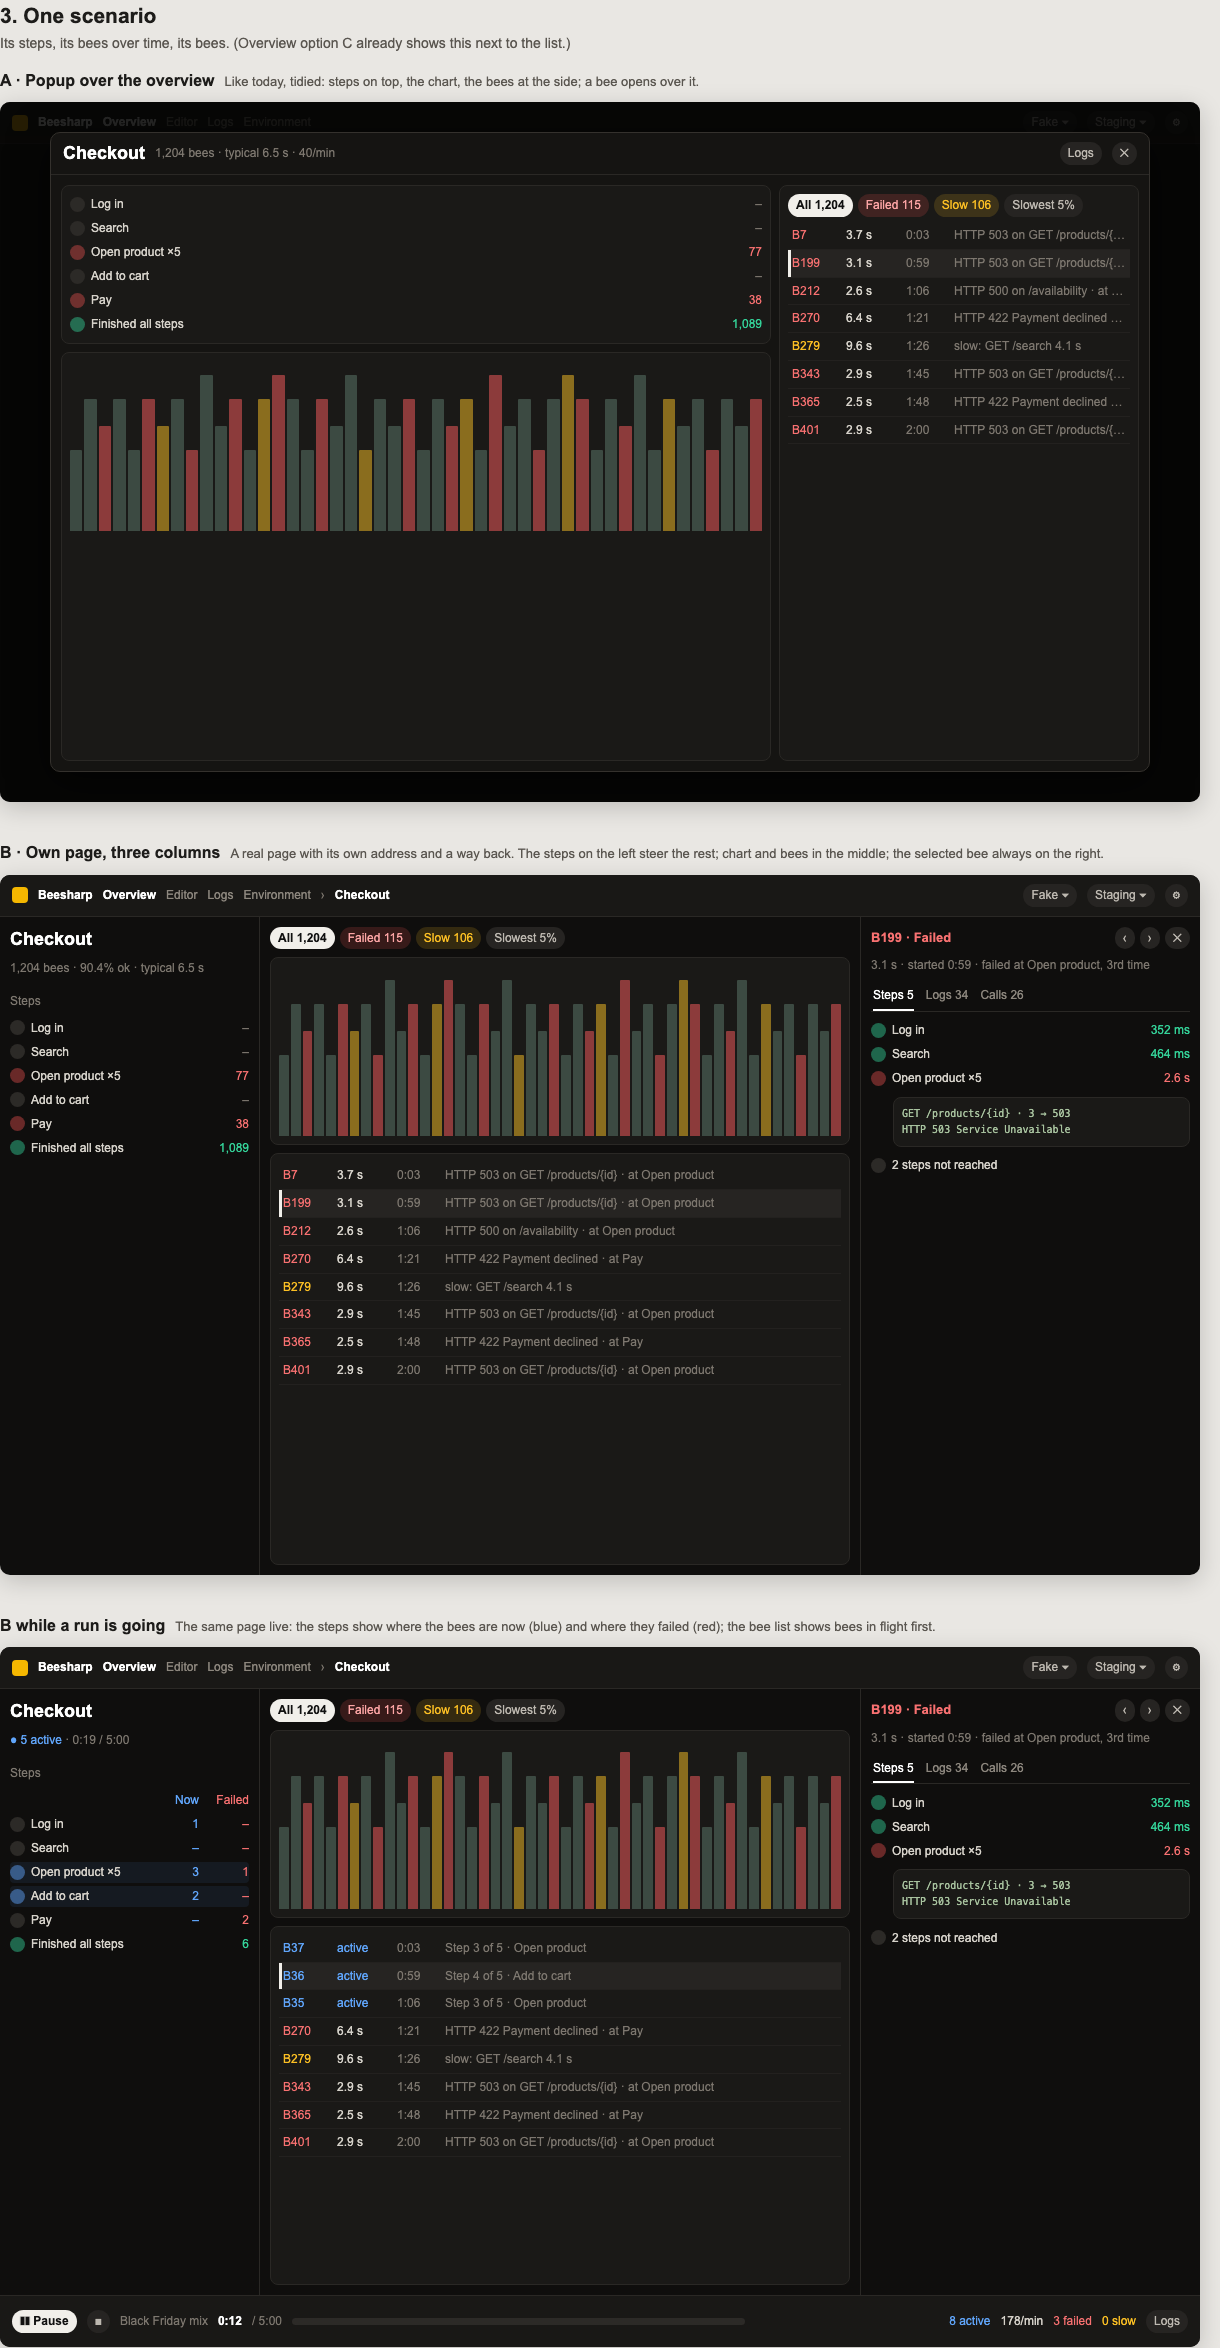 3. One scenario
Its steps, its bees over time, its bees. (Overview option C already shows this next to the list.)
A · Popup over the overview Like today, tidied: steps on top, the chart, the bees at the side; a bee opens over it.
Beesharp Overview Editor Logs Environment Fake Staging
Checkout 1,204 bees · typical 6.5 s · 40/min Logs ✕
Log in –
Search –
Open product ×5 77
Add to cart –
Pay 38
Finished all steps 1,089
All 1,204 Failed 115 Slow 106 Slowest 5%
B7 3.7 s 0:03 HTTP 503 on GET /products/{…
B199 3.1 s 0:59 HTTP 503 on GET /products/{…
B212 2.6 s 1:06 HTTP 500 on /availability · at …
B270 6.4 s 1:21 HTTP 422 Payment declined …
B279 9.6 s 1:26 slow: GET /search 4.1 s
B343 2.9 s 1:45 HTTP 503 on GET /products/{…
B365 2.5 s 1:48 HTTP 422 Payment declined …
B401 2.9 s 2:00 HTTP 503 on GET /products/{…
B · Own page, three columns A real page with its own address and a way back. The steps on the left steer the rest; chart and bees in the middle; the selected bee always on the right.
Beesharp Overview Editor Logs Environment › Checkout Fake Staging
Checkout
1,204 bees · 90.4% ok · typical 6.5 s
Steps
Log in –
Search –
Open product ×5 77
Add to cart –
Pay 38
Finished all steps 1,089
All 1,204 Failed 115 Slow 106 Slowest 5%
B7 3.7 s 0:03 HTTP 503 on GET /products/{id} · at Open product
B199 3.1 s 0:59 HTTP 503 on GET /products/{id} · at Open product
B212 2.6 s 1:06 HTTP 500 on /availability · at Open product
B270 6.4 s 1:21 HTTP 422 Payment declined · at Pay
B279 9.6 s 1:26 slow: GET /search 4.1 s
B343 2.9 s 1:45 HTTP 503 on GET /products/{id} · at Open product
B365 2.5 s 1:48 HTTP 422 Payment declined · at Pay
B401 2.9 s 2:00 HTTP 503 on GET /products/{id} · at Open product
B199 · Failed ‹ › ✕
3.1 s · started 0:59 · failed at Open product, 3rd time
Steps 5 Logs 34 Calls 26
Log in 352 ms
Search 464 ms
Open product ×5 2.6 s
GET /products/{id} · 3 → 503
HTTP 503 Service Unavailable
2 steps not reached
B while a run is going The same page live: the steps show where the bees are now (blue) and where they failed (red); the bee list shows bees in flight first.
Beesharp Overview Editor Logs Environment › Checkout Fake Staging
Checkout
● 5 active · 0:19 / 5:00
Steps
Now Failed
Log in 1 –
Search – –
Open product ×5 3 1
Add to cart 2 –
Pay – 2
Finished all steps 6
All 1,204 Failed 115 Slow 106 Slowest 5%
B37 active 0:03 Step 3 of 5 · Open product
B36 active 0:59 Step 4 of 5 · Add to cart
B35 active 1:06 Step 3 of 5 · Open product
B270 6.4 s 1:21 HTTP 422 Payment declined · at Pay
B279 9.6 s 1:26 slow: GET /search 4.1 s
B343 2.9 s 1:45 HTTP 503 on GET /products/{id} · at Open product
B365 2.5 s 1:48 HTTP 422 Payment declined · at Pay
B401 2.9 s 2:00 HTTP 503 on GET /products/{id} · at Open product
B199 · Failed ‹ › ✕
3.1 s · started 0:59 · failed at Open product, 3rd time
Steps 5 Logs 34 Calls 26
Log in 352 ms
Search 464 ms
Open product ×5 2.6 s
GET /products/{id} · 3 → 503
HTTP 503 Service Unavailable
2 steps not reached
Pause Black Friday mix 0:12 / 5:00 8 active 178/min 3 failed 0 slow Logs